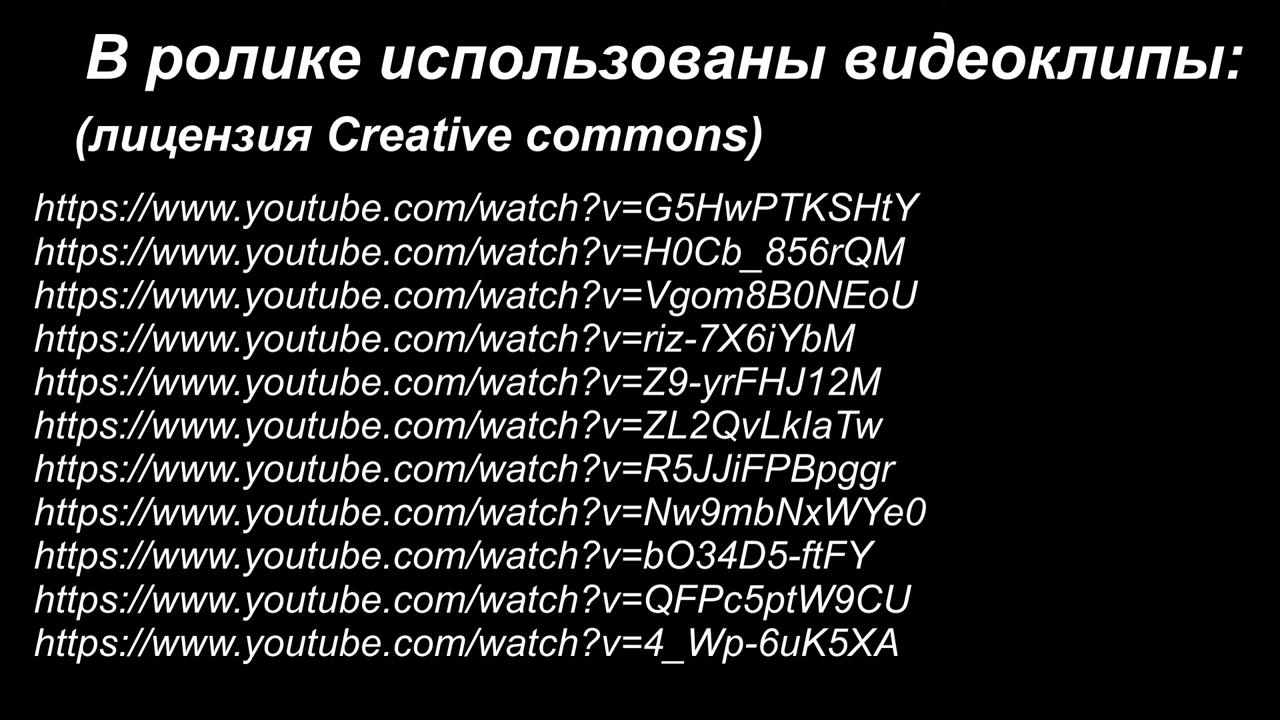 В ролике использованы видеоклипы:
(лицензия Creative commons)
https://www.youtube.com/watch?v=G5HwPTKSHtY
https://www.youtube.com/watch?v=H0Cb_856rQM
https://www.youtube.com/watch?v=Vgom8B0NEoU
https://www.youtube.com/watch?v=riz-7X6iYbM
https://www.youtube.com/watch?v=Z9-yrFHJ12M
https://www.youtube.com/watch?v=ZL2QvLkIaTw
https://www.youtube.com/watch?v=R5JJiFPBpggr
https://www.youtube.com/watch?v=Nw9mbNxWYe0
https://www.youtube.com/watch?v=bO34D5-ftFY
https://www.youtube.com/watch?v=QFPc5ptW9CU
https://www.youtube.com/watch?v=4_Wp-6uK5XA